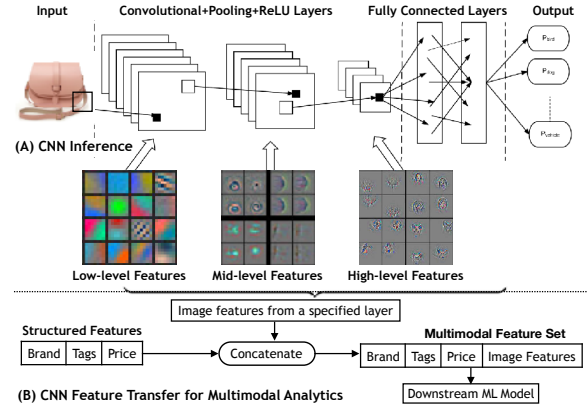 Input
Convolutional+Pooling+ReLU Layers
Fully Connected Layers
Output
P_bird
P_dog
P_vehicle
(A) CNN Inference
Low-level Features
Mid-level Features
High-level Features
Image features from a specified layer
Structured Features
Brand Tags Price
Concatenate
Multimodal Feature Set
Brand Tags Price Image Features
Downstream ML Model
(B) CNN Feature Transfer for Multimodal Analytics